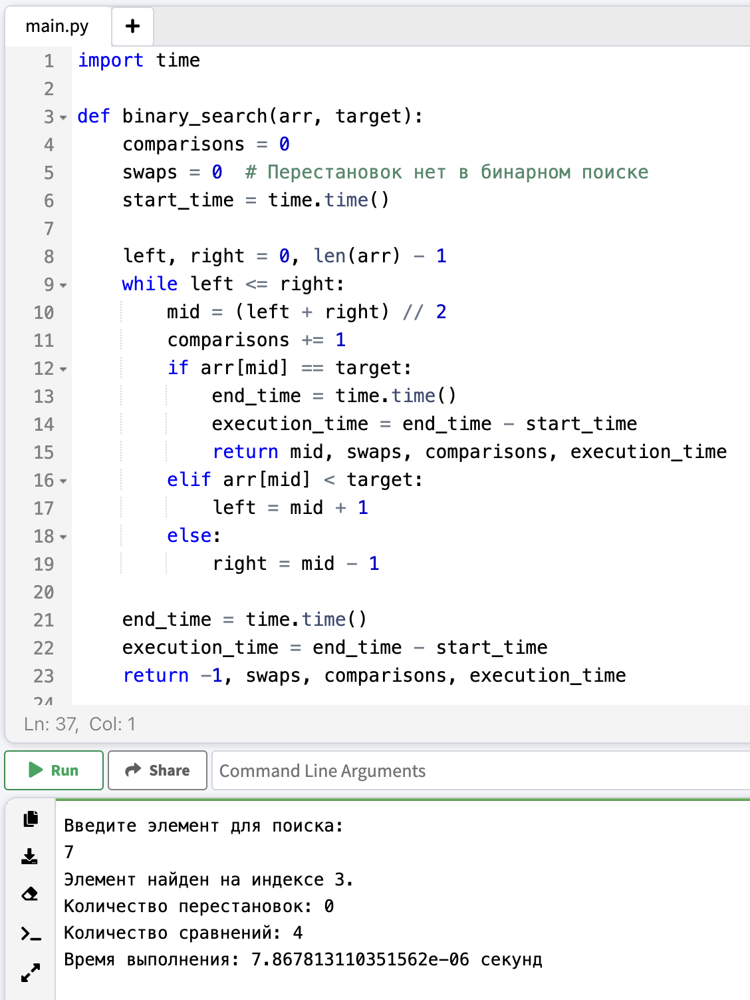 main.py +
1 import time
2
3 def binary_search(arr, target):
4     comparisons = 0
5     swaps = 0  # Перестановок нет в бинарном поиске
6     start_time = time.time()
7
8     left, right = 0, len(arr) - 1
9     while left <= right:
10         mid = (left + right) // 2
11         comparisons += 1
12         if arr[mid] == target:
13             end_time = time.time()
14             execution_time = end_time - start_time
15             return mid, swaps, comparisons, execution_time
16         elif arr[mid] < target:
17             left = mid + 1
18         else:
19             right = mid - 1
20
21     end_time = time.time()
22     execution_time = end_time - start_time
23     return -1, swaps, comparisons, execution_time
24
Ln: 37, Col: 1
Run Share Command Line Arguments
Введите элемент для поиска:
7
Элемент найден на индексе 3.
Количество перестановок: 0
Количество сравнений: 4
Время выполнения: 7.867813110351562e-06 секунд